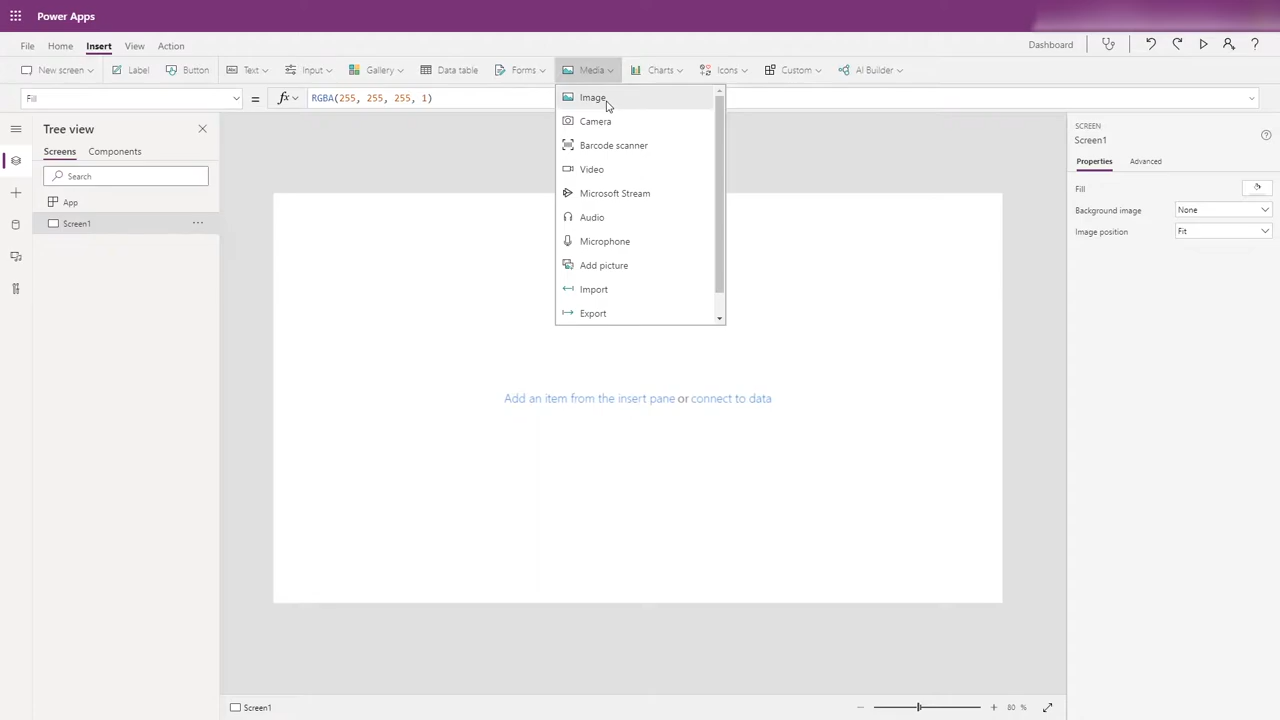 Power Apps
File Home Insert View Action Dashboard
New screen Label Button Text Input Gallery Data table Forms Media Charts Icons Custom AI Builder
Fill = fx RGBA(255, 255, 255, 1)
Tree view
Screens Components
Search
App
Screen1
Image
Camera
Barcode scanner
Video
Microsoft Stream
Audio
Microphone
Add picture
Import
Export
Add an item from the insert pane or connect to data
SCREEN
Screen1
Properties Advanced
Fill
Background image None
Image position Fit
Screen1 80 %